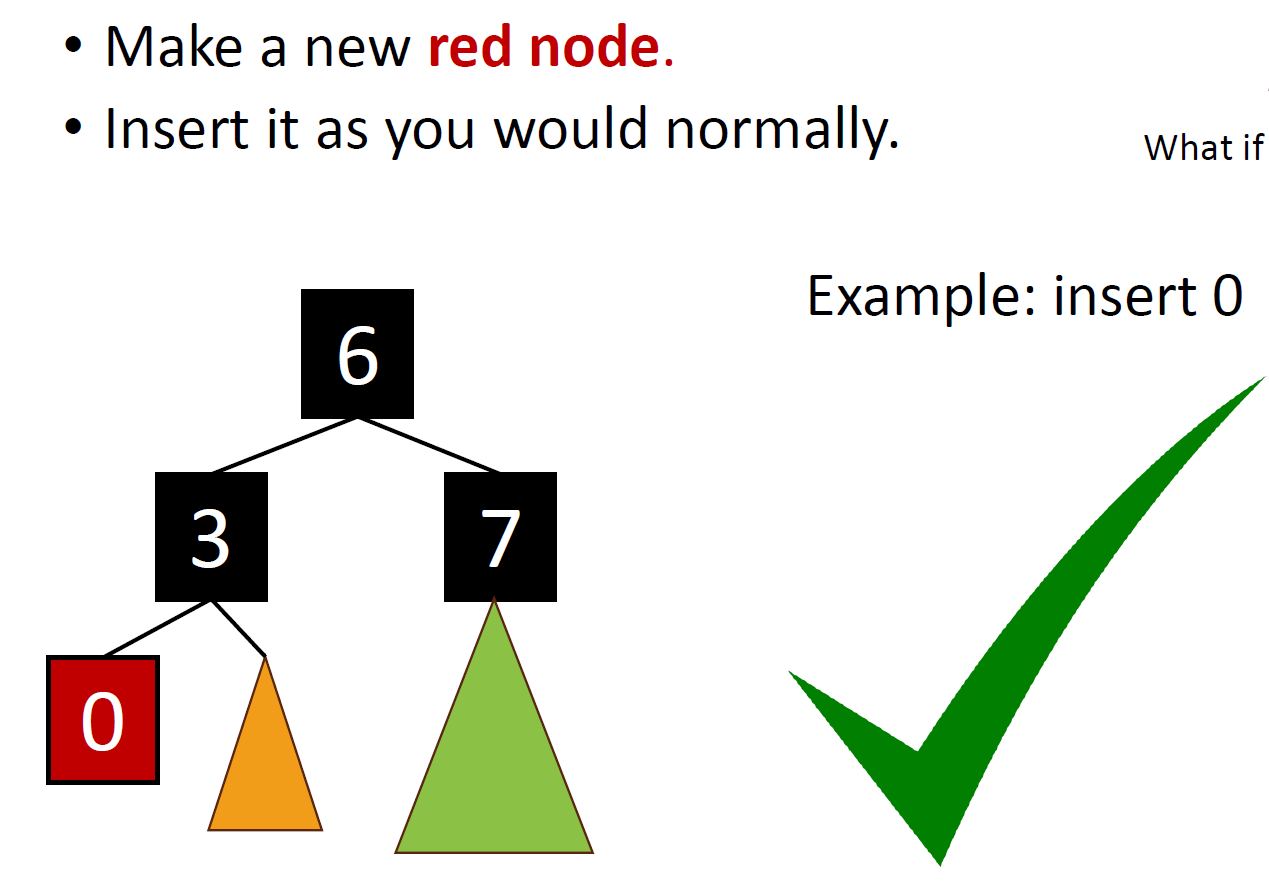 • Make a new red node.
• Insert it as you would normally.
What if
Example: insert 0
6
3
7
0